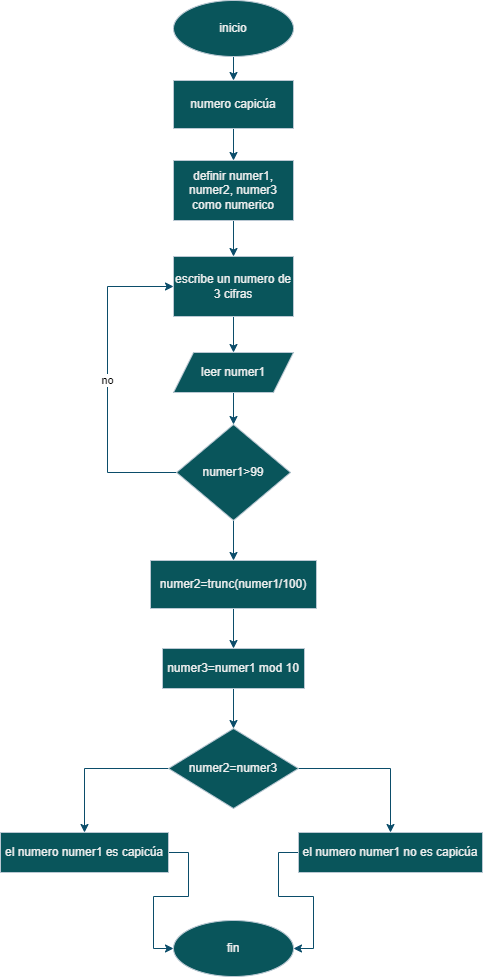 inicio
numero capicúa
definir numer1,
numer2, numer3
como numerico
escribe un numero de
3 cifras
leer numer1
no
numer1>99
numer2=trunc(numer1/100)
numer3=numer1 mod 10
numer2=numer3
el numero numer1 es capicúa
el numero numer1 no es capicúa
fin